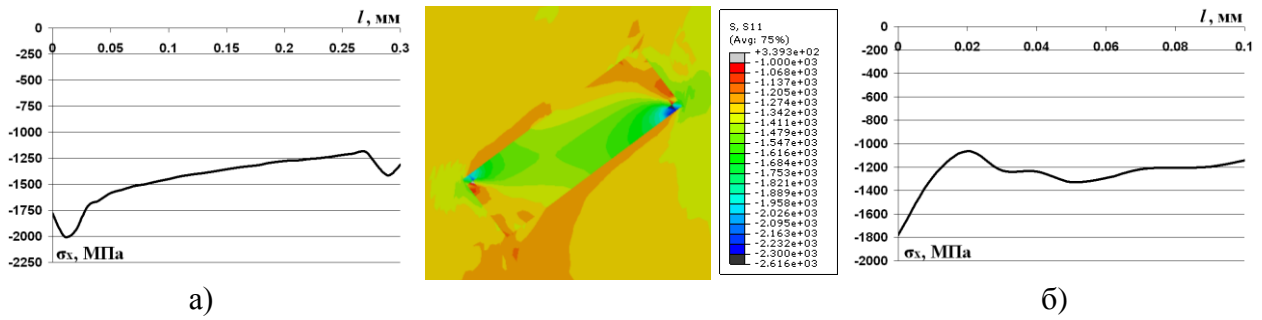 l, мм
0
0 0.05 0.1 0.15 0.2 0.25 0.3
-250
-500
-750
-1000
-1250
-1500
-1750
-2000
-2250
σx, МПа
а)
S, S11
(Avg: 75%)
+3.393e+02
-1.000e+03
-1.068e+03
-1.137e+03
-1.205e+03
-1.274e+03
-1.342e+03
-1.411e+03
-1.479e+03
-1.547e+03
-1.616e+03
-1.684e+03
-1.753e+03
-1.821e+03
-1.889e+03
-1.958e+03
-2.026e+03
-2.095e+03
-2.163e+03
-2.232e+03
-2.300e+03
-2.616e+03
l, мм
0
0 0.02 0.04 0.06 0.08 0.1
-200
-400
-600
-800
-1000
-1200
-1400
-1600
-1800
-2000
σx, МПа
б)